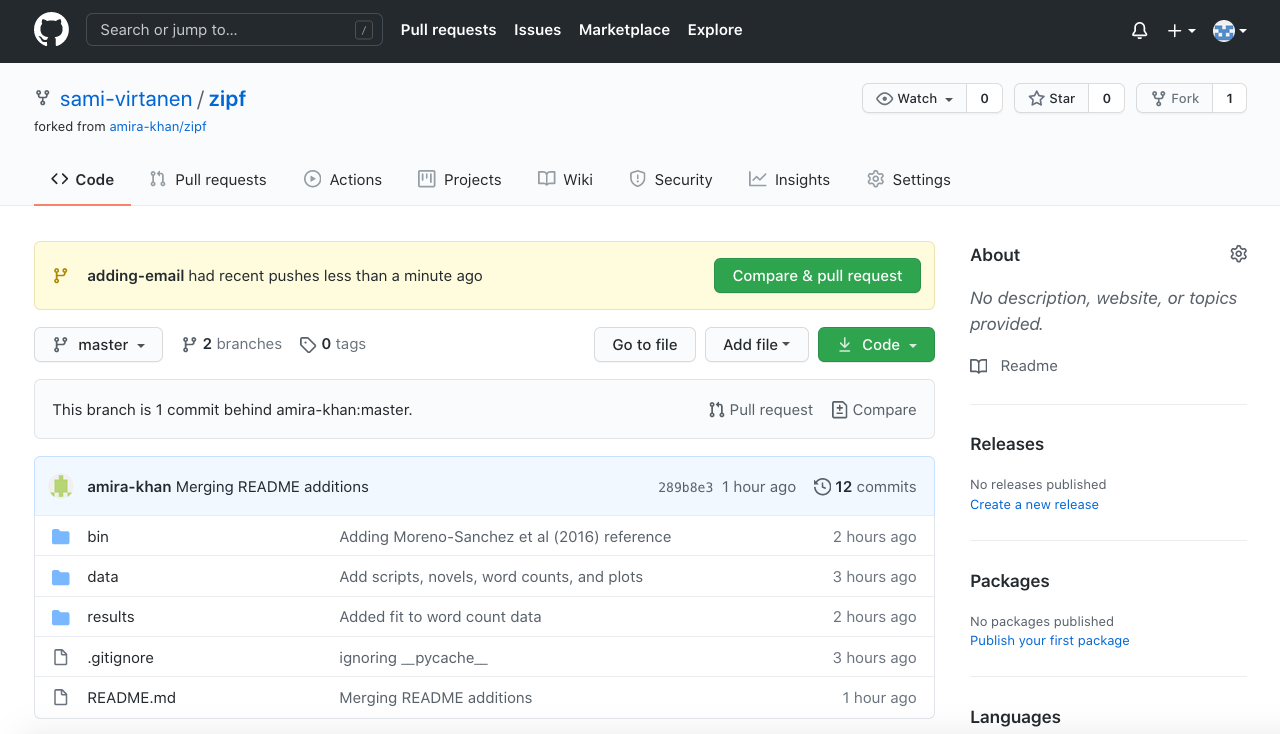 Search or jump to... / Pull requests Issues Marketplace Explore
sami-virtanen / zipf Watch 0 Star 0 Fork 1
forked from amira-khan/zipf
Code Pull requests Actions Projects Wiki Security Insights Settings
adding-email had recent pushes less than a minute ago Compare & pull request
master 2 branches 0 tags Go to file Add file Code
This branch is 1 commit behind amira-khan:master. Pull request Compare
amira-khan Merging README additions 289b8e3 1 hour ago 12 commits
bin Adding Moreno-Sanchez et al (2016) reference 2 hours ago
data Add scripts, novels, word counts, and plots 3 hours ago
results Added fit to word count data 2 hours ago
.gitignore ignoring __pycache__ 3 hours ago
README.md Merging README additions 1 hour ago
About
No description, website, or topics
provided.
Readme
Releases
No releases published
Create a new release
Packages
No packages published
Publish your first package
Languages